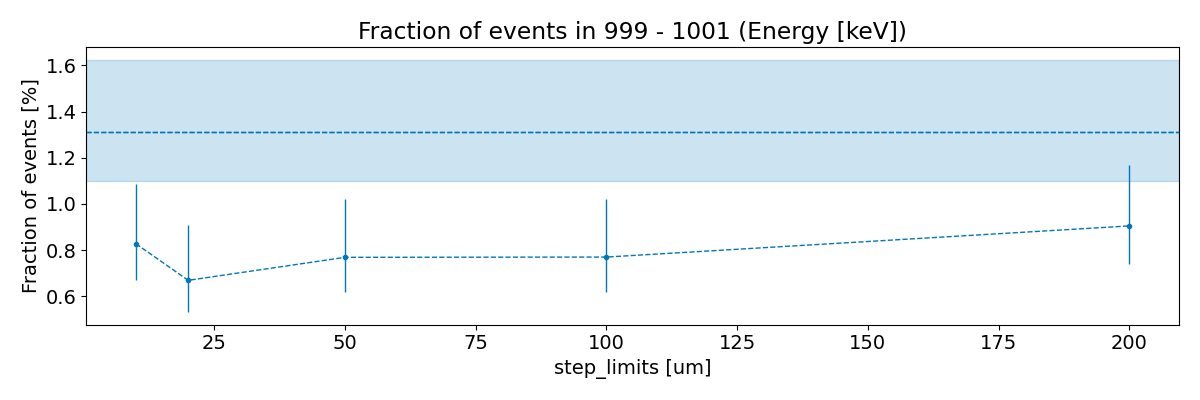 Fraction of events in 999 - 1001 (Energy [keV])
Fraction of events [%]
1.6
1.4
1.2
1.0
0.8
0.6
25 50 75 100 125 150 175 200
step_limits [um]